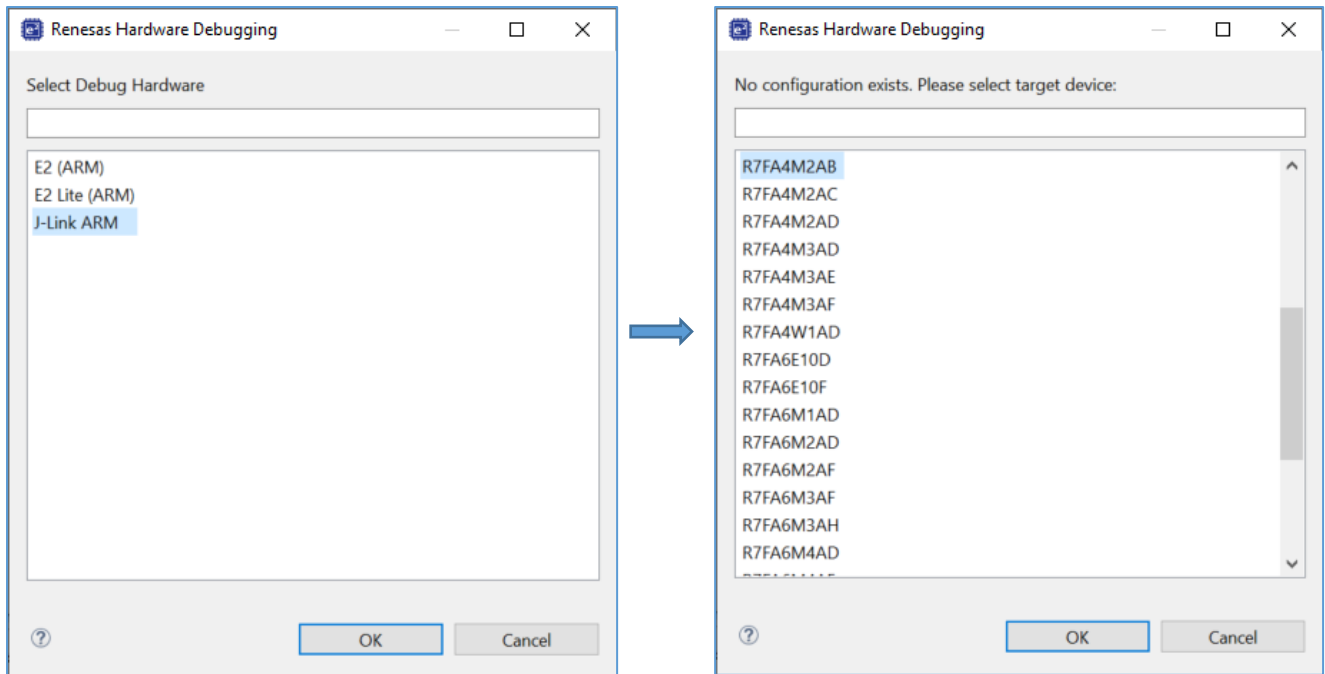 Renesas Hardware Debugging
Select Debug Hardware
E2 (ARM)
E2 Lite (ARM)
J-Link ARM
OK
Cancel
Renesas Hardware Debugging
No configuration exists. Please select target device:
R7FA4M2AB
R7FA4M2AC
R7FA4M2AD
R7FA4M3AD
R7FA4M3AE
R7FA4M3AF
R7FA4W1AD
R7FA6E10D
R7FA6E10F
R7FA6M1AD
R7FA6M2AD
R7FA6M2AF
R7FA6M3AF
R7FA6M3AH
R7FA6M4AD
OK
Cancel